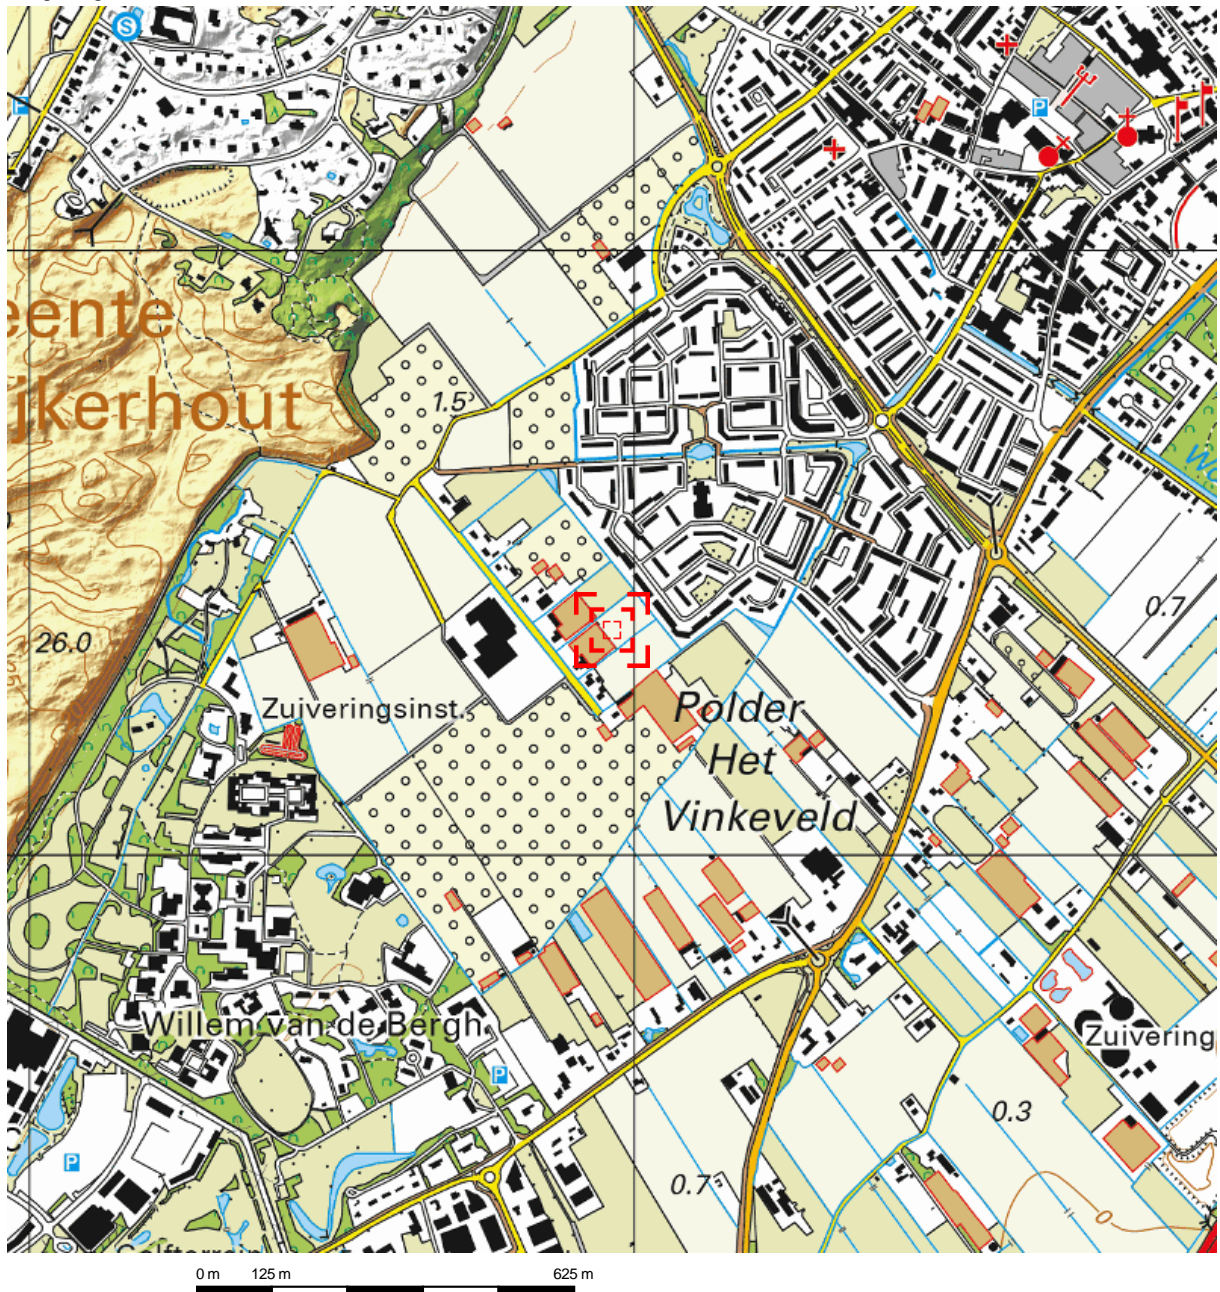 S
P
P
eente
jkerhout
1.5
26.0
0.7
Zuiveringsinst.
Polder
Het
Vinkeveld
Willem van de Bergh
Zuivering
P
0.3
P
0.7
0
0 m 125 m 625 m